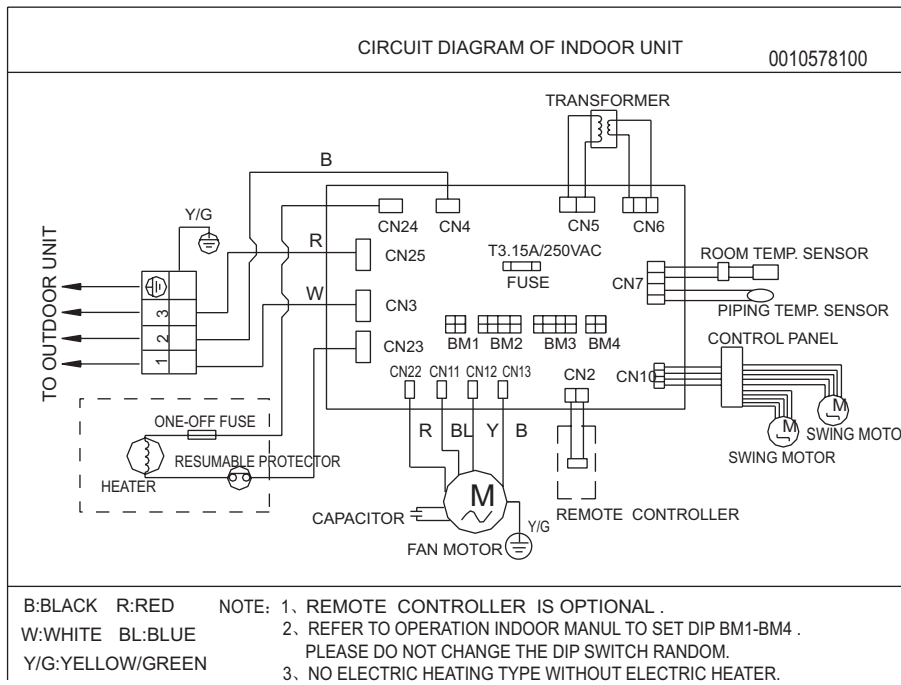 CIRCUIT DIAGRAM OF INDOOR UNIT
0010578100
TRANSFORMER
B
Y/G
CN24
CN4
CN5
CN6
R
CN25
T3.15A/250VAC
FUSE
CN7
ROOM TEMP. SENSOR
W
CN3
PIPING TEMP. SENSOR
TO OUTDOOR UNIT
3
2
1
BM1
BM2
BM3
BM4
CONTROL PANEL
CN23
CN22
CN11
CN12
CN13
CN2
CN10
ONE-OFF FUSE
R
BL
Y
B
M
M
SWING MOTO
SWING MOTOR
RESUMABLE PROTECTOR
HEATER
M
CAPACITOR
REMOTE CONTROLLER
Y/G
FAN MOTOR
B:BLACK R:RED
W:WHITE BL:BLUE
Y/G:YELLOW/GREEN
NOTE: 1、REMOTE CONTROLLER IS OPTIONAL .
2、REFER TO OPERATION INDOOR MANUL TO SET DIP BM1-BM4 .
PLEASE DO NOT CHANGE THE DIP SWITCH RANDOM.
3、NO ELECTRIC HEATING TYPE WITHOUT ELECTRIC HEATER.